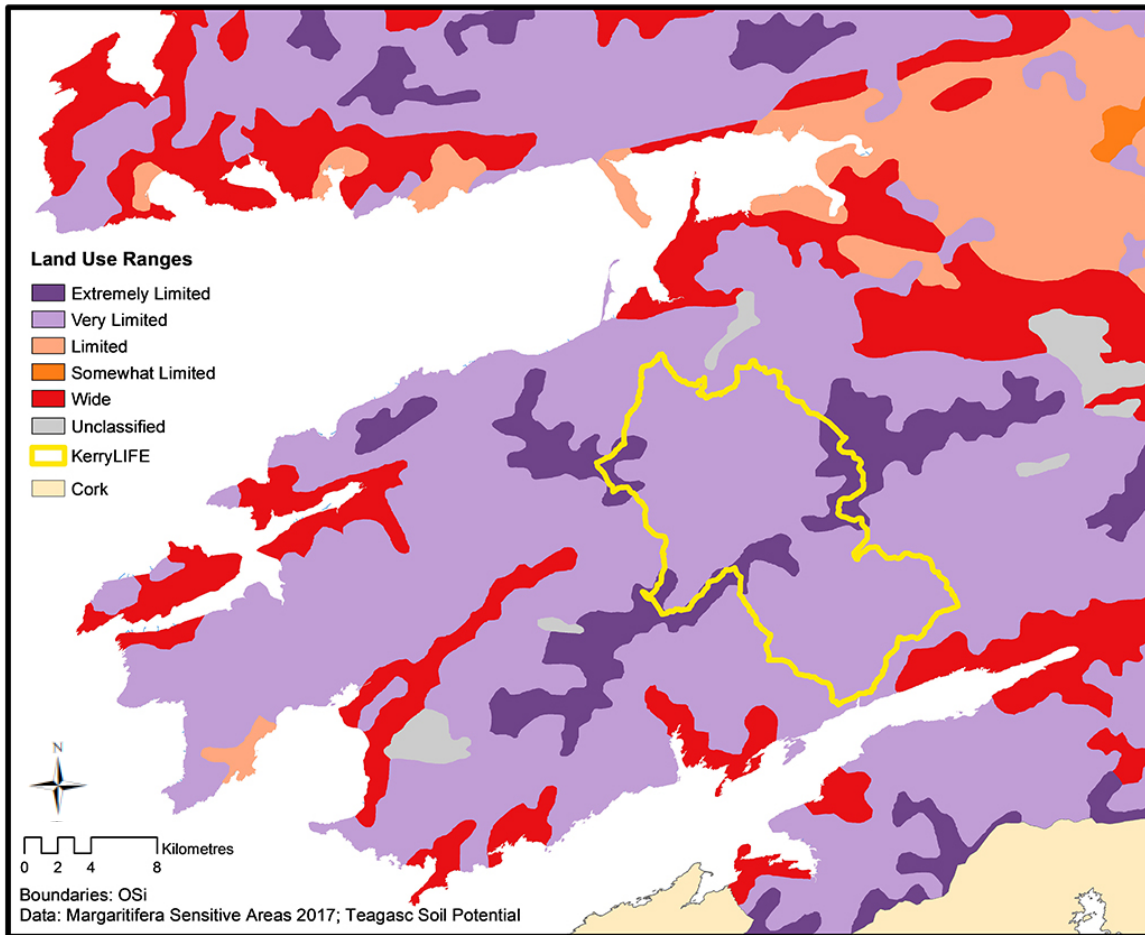 Land Use Ranges
Extremely Limited
Very Limited
Limited
Somewhat Limited
Wide
Unclassified
KerryLIFE
Cork
N
0 2 4 8 Kilometres
Boundaries: OSi
Data: Margaritifera Sensitive Areas 2017; Teagasc Soil Potential